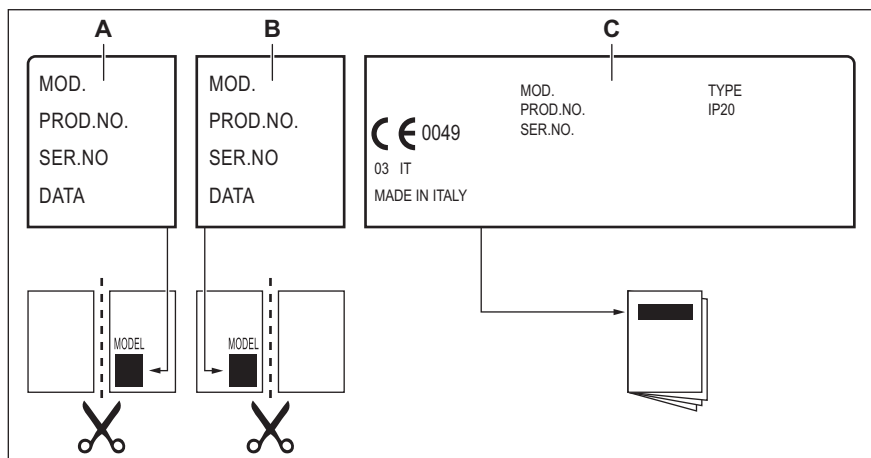 A
B
C
MOD.
PROD.NO.
SER.NO
DATA
MOD.
PROD.NO.
SER.NO
DATA
MOD.
PROD.NO.
SER.NO.
TYPE
IP20
CE 0049
03 IT
MADE IN ITALY
MODEL
MODEL